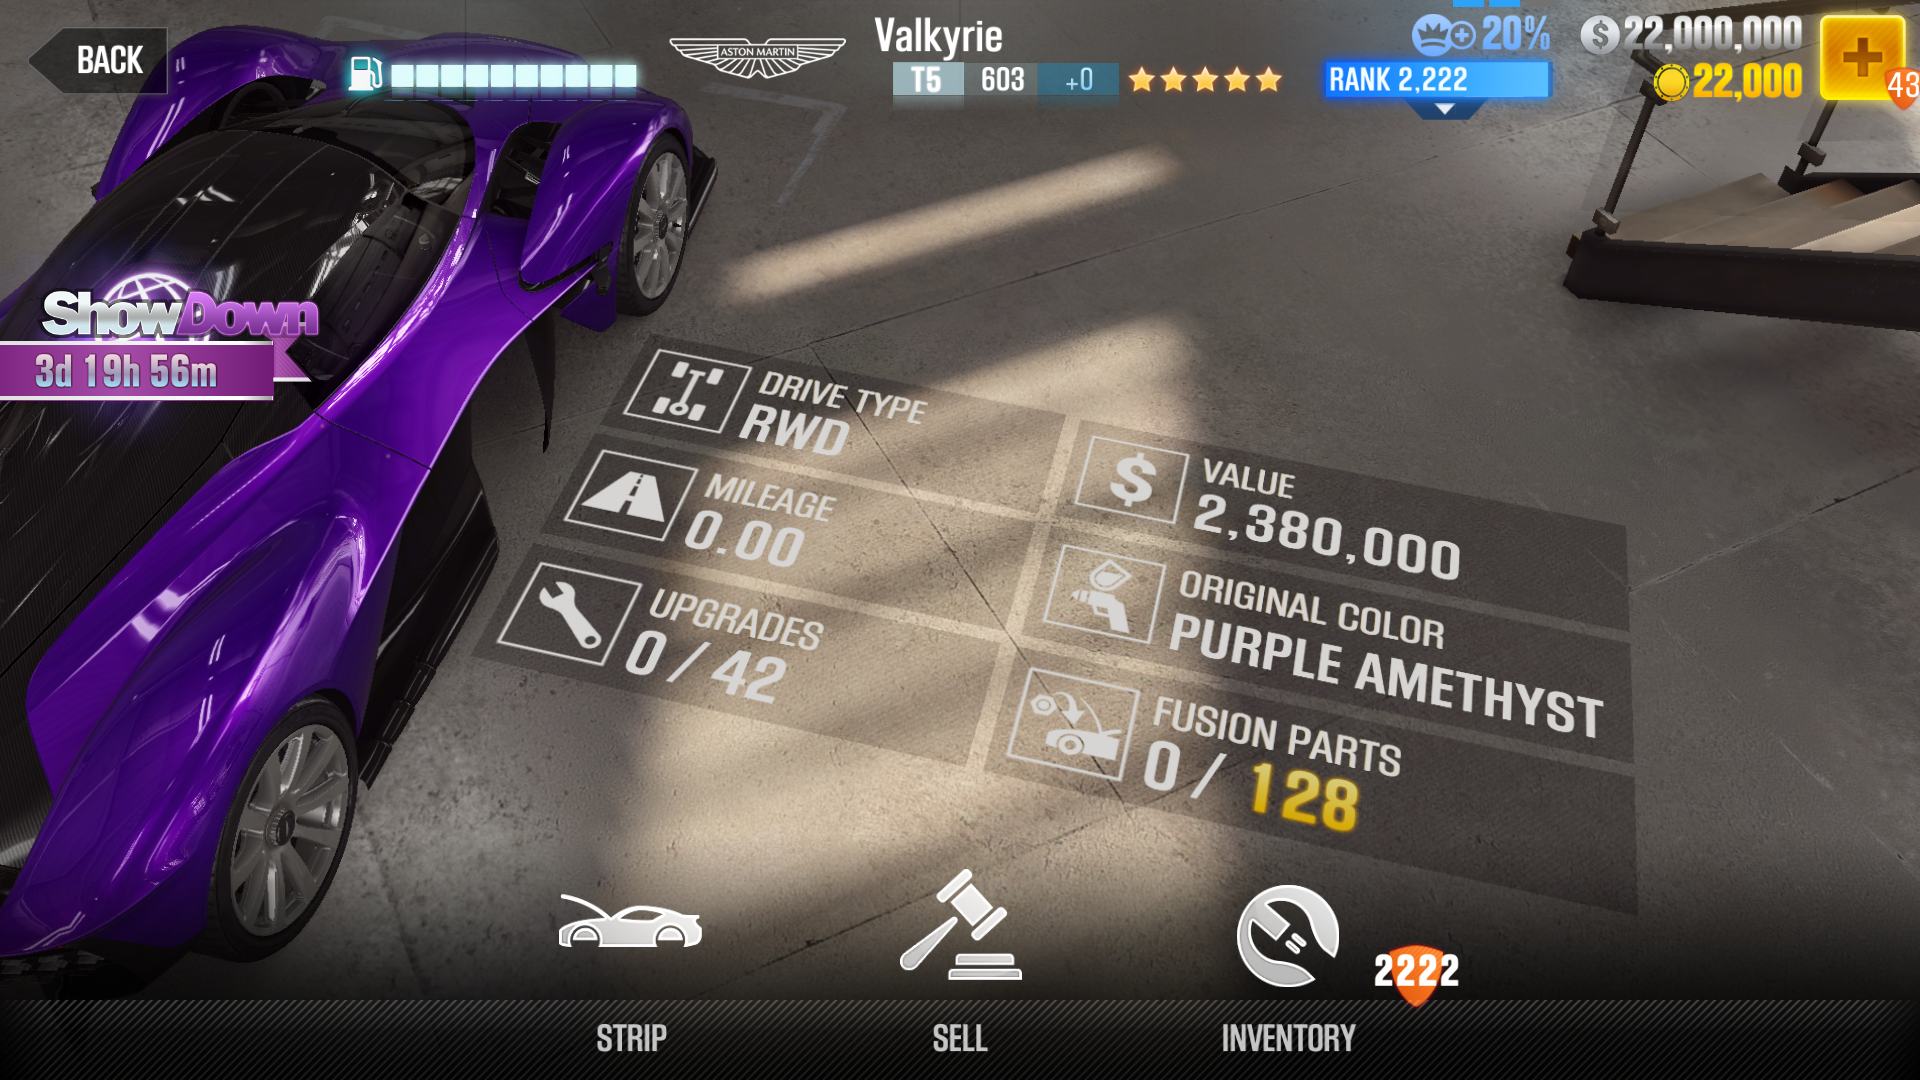 BACK
ASTON MARTIN
Valkyrie
T5 603 +0
20%
RANK 2,222
22,000,000
22,000
43
ShowDown
3d 19h 56m
DRIVE TYPE
RWD
MILEAGE
0.00
UPGRADES
0 / 42
VALUE
2,380,000
ORIGINAL COLOR
PURPLE AMETHYST
FUSION PARTS
0 / 128
2222
STRIP
SELL
INVENTORY